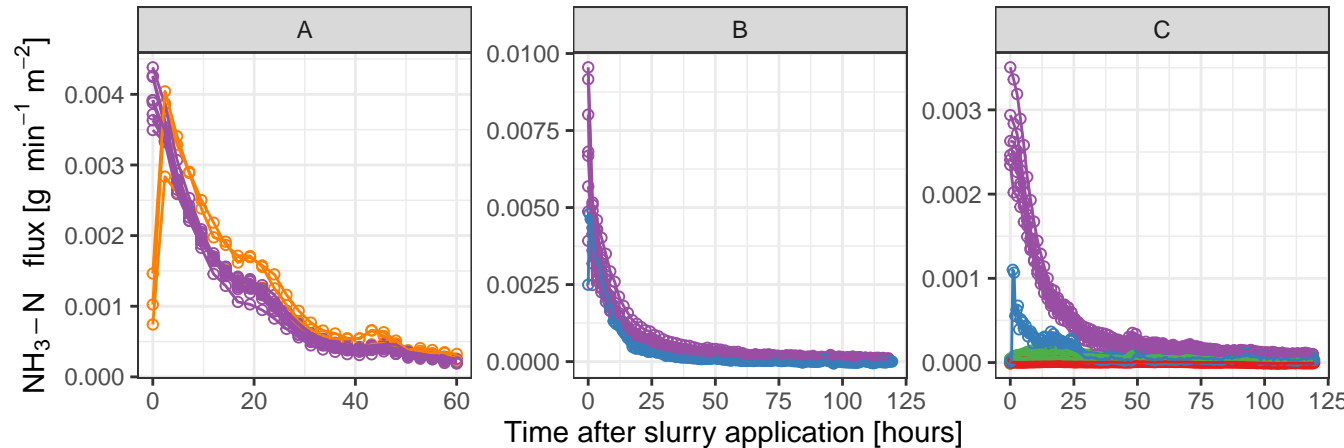 A B C
NH₃−N flux [g min⁻¹ m⁻²]
0.004
0.003
0.002
0.001
0.000
0 20 40 60
0.0100
0.0075
0.0050
0.0025
0.0000
0 25 50 75 100 125
0.003
0.002
0.001
0.000
0 25 50 75 100 125
Time after slurry application [hours]